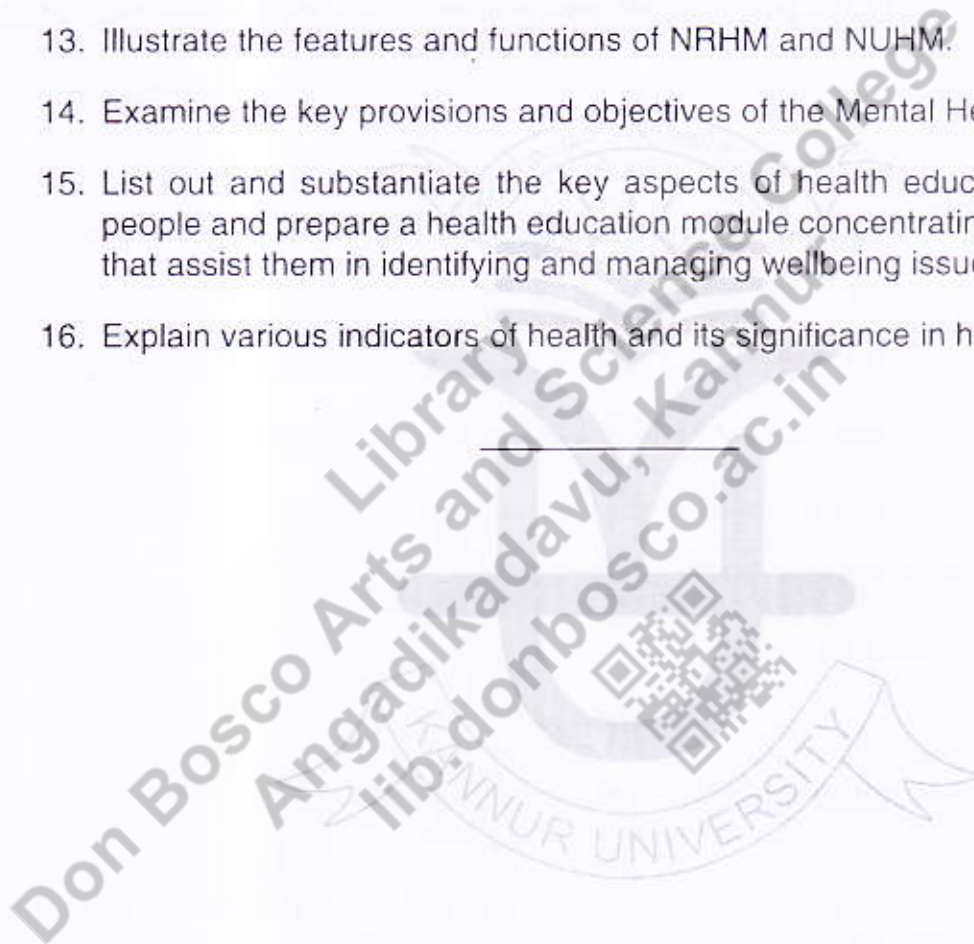 13. Illustrate the features and functions of NRHM and NUHM.
14. Examine the key provisions and objectives of the Mental He
15. List out and substantiate the key aspects of health educ
people and prepare a health education module concentratin
that assist them in identifying and managing wellbeing issu
16. Explain various indicators of health and its significance in h
Library
Don Bosco Arts and Science College
Angadikadavu, Kannur
lib.donbosco.ac.in
KANNUR UNIVERSITY